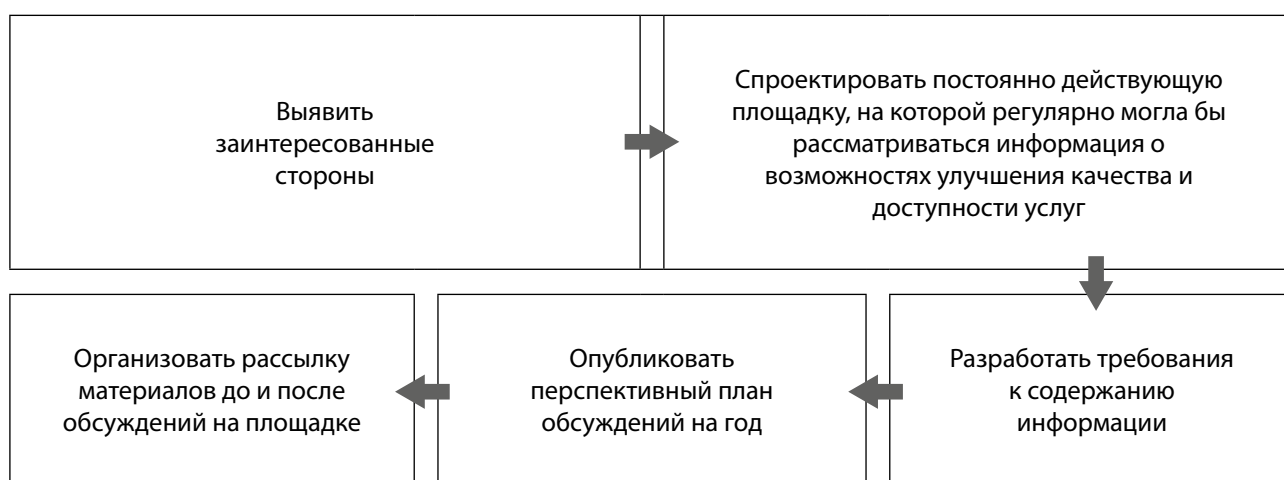 Выявить
заинтересованные
стороны
Спроектировать постоянно действующую
площадку, на которой регулярно могла бы
рассматриваться информация о
возможностях улучшения качества и
доступности услуг
Разработать требования
к содержанию
информации
Опубликовать
перспективный план
обсуждений на год
Организовать рассылку
материалов до и после
обсуждений на площадке